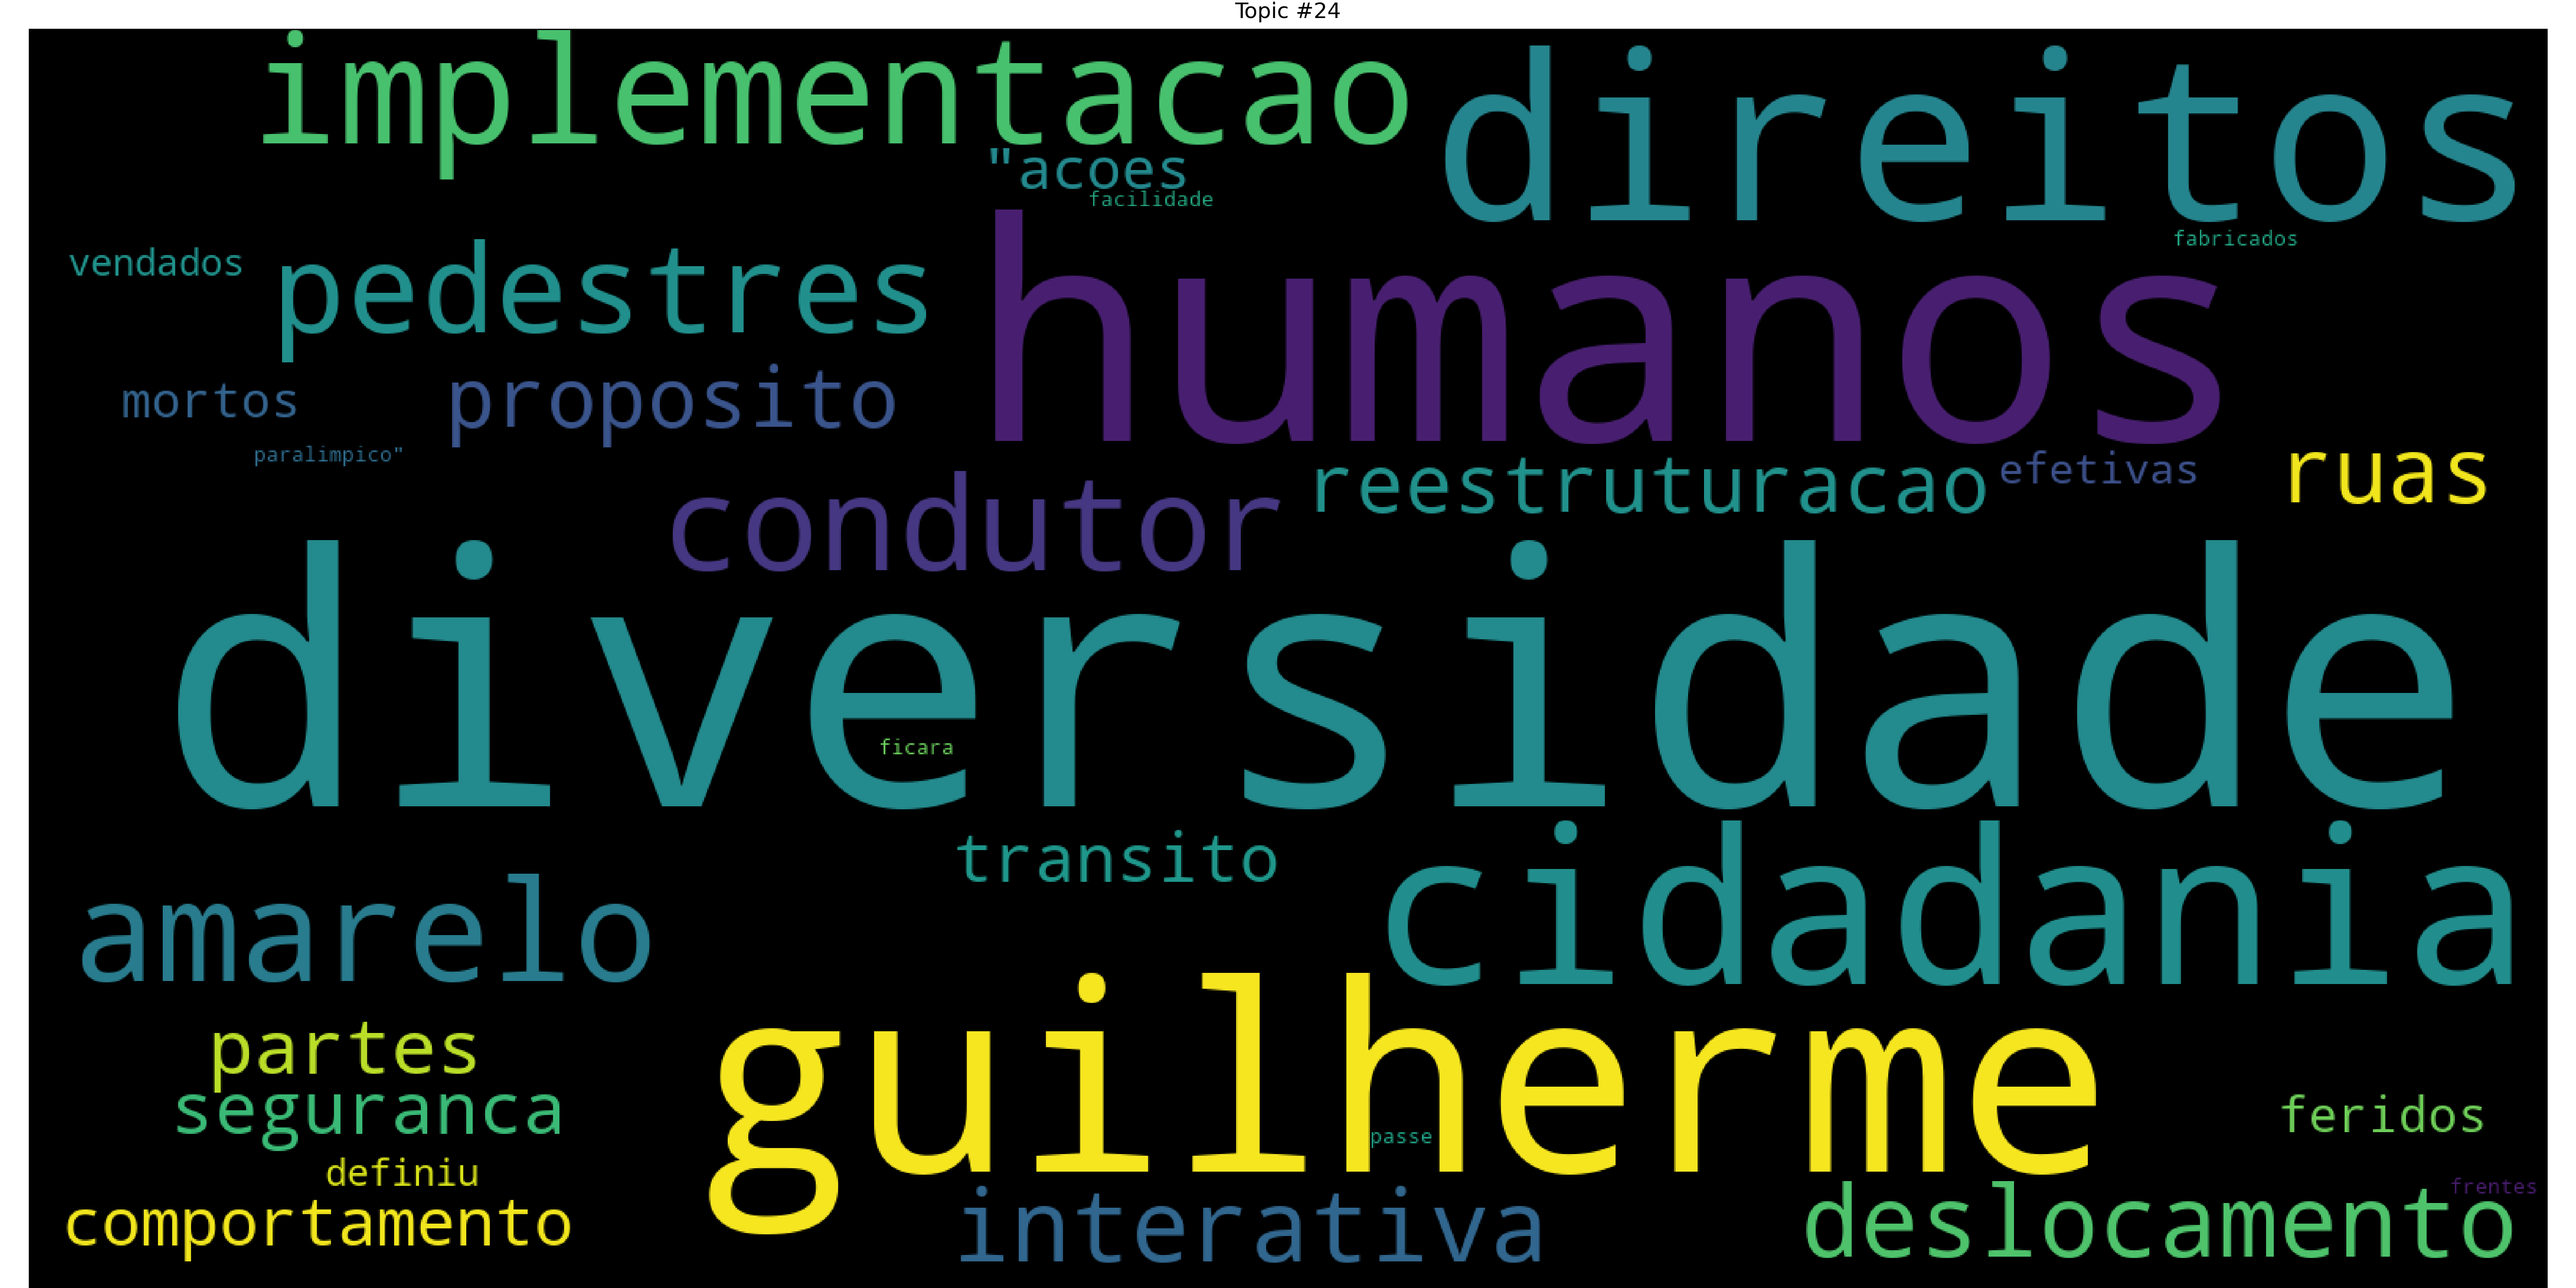 Topic #24
implementacao
direitos
"acoes
facilidade
vendados
pedestres
humanos
fabricados
mortos
proposito
paralimpico"
condutor
reestruturacao
efetivas
ruas
diversidade
ficara
transito
cidadania
amarelo
guilherme
partes
seguranca
passe
feridos
definiu
comportamento
interativa
deslocamento
frentes